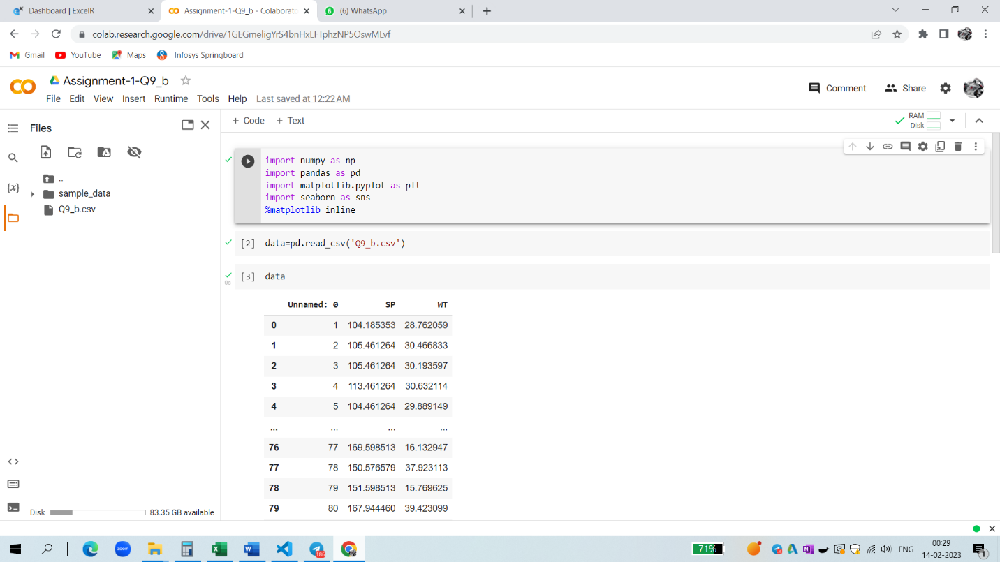 Dashboard | ExcelR
Assignment-1-Q9_b - Colaborato
(6) WhatsApp
colab.research.google.com/drive/1GEGmeligYrS4bnHxLFTphzNP5OswMLvf
Gmail YouTube Maps Infosys Springboard
Assignment-1-Q9_b
File Edit View Insert Runtime Tools Help Last saved at 12:22 AM
Comment Share
Files
+ Code + Text
RAM
Disk
..
sample_data
Q9_b.csv
import numpy as np
import pandas as pd
import matplotlib.pyplot as plt
import seaborn as sns
%matplotlib inline
[2] data=pd.read_csv('Q9_b.csv')
[3] data
0s
Unnamed: 0 SP WT
0 1 104.185353 28.762059
1 2 105.461264 30.466833
2 3 105.461264 30.193597
3 4 113.461264 30.632114
4 5 104.461264 29.889149
... ... ... ...
76 77 169.598513 16.132947
77 78 150.576579 37.923113
78 79 151.598513 15.769625
79 80 167.944460 39.423099
Disk 83.35 GB available
zoom
186
71%
ENG
00:29
14-02-2023
1